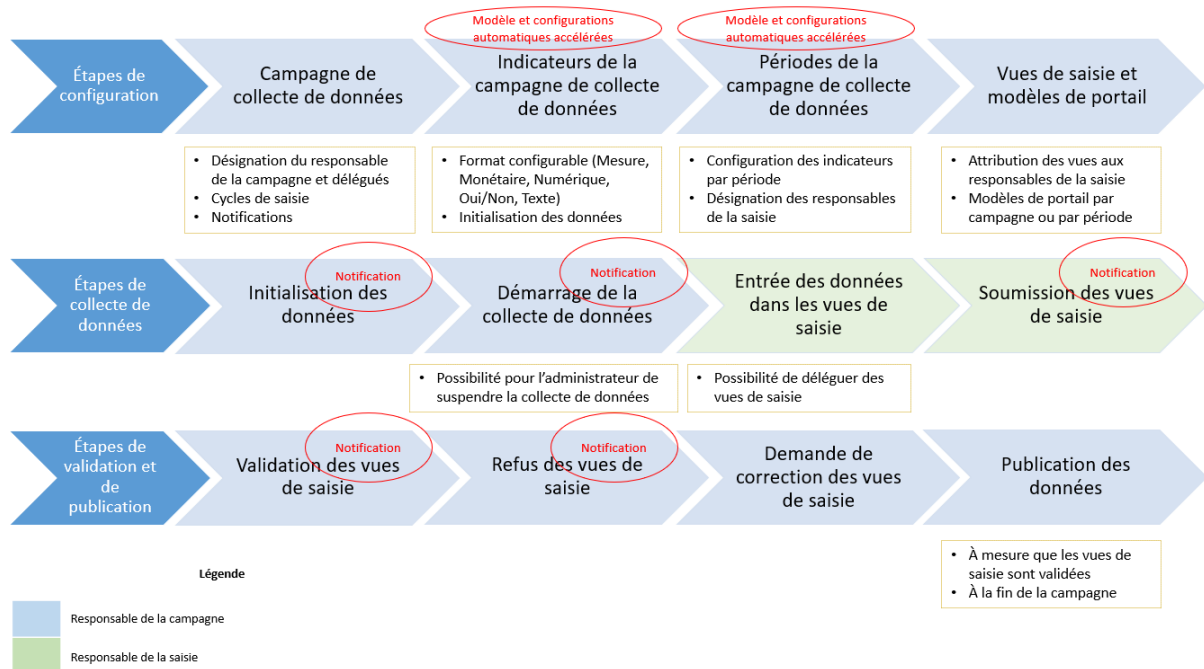 Modèle et configurations
automatiques accélérées
Modèle et configurations
automatiques accélérées
Étapes de
configuration
Campagne de
collecte de données
Indicateurs de la
campagne de collecte
de données
Périodes de la
campagne de collecte
de données
Vues de saisie et
modèles de portail
• Désignation du responsable
de la campagne et délégués
• Cycles de saisie
• Notifications
• Format configurable (Mesure,
Monétaire, Numérique,
Oui/Non, Texte)
• Initialisation des données
• Configuration des indicateurs
par période
• Désignation des responsables
de la saisie
• Attribution des vues aux
responsables de la saisie
• Modèles de portail par
campagne ou par période
Étapes de
collecte de
données
Notification
Initialisation des
données
Notification
Démarrage de la
collecte de données
Entrée des données
dans les vues de
saisie
Notification
Soumission des vues
de saisie
• Possibilité pour l'administrateur de
suspendre la collecte de données
• Possibilité de déléguer des
vues de saisie
Étapes de
validation et
de
publication
Notification
Validation des vues
de saisie
Notification
Refus des vues de
saisie
Demande de
correction des vues
de saisie
Publication des
données
• À mesure que les vues de
saisie sont validées
• À la fin de la campagne
Légende
Responsable de la campagne
Responsable de la saisie